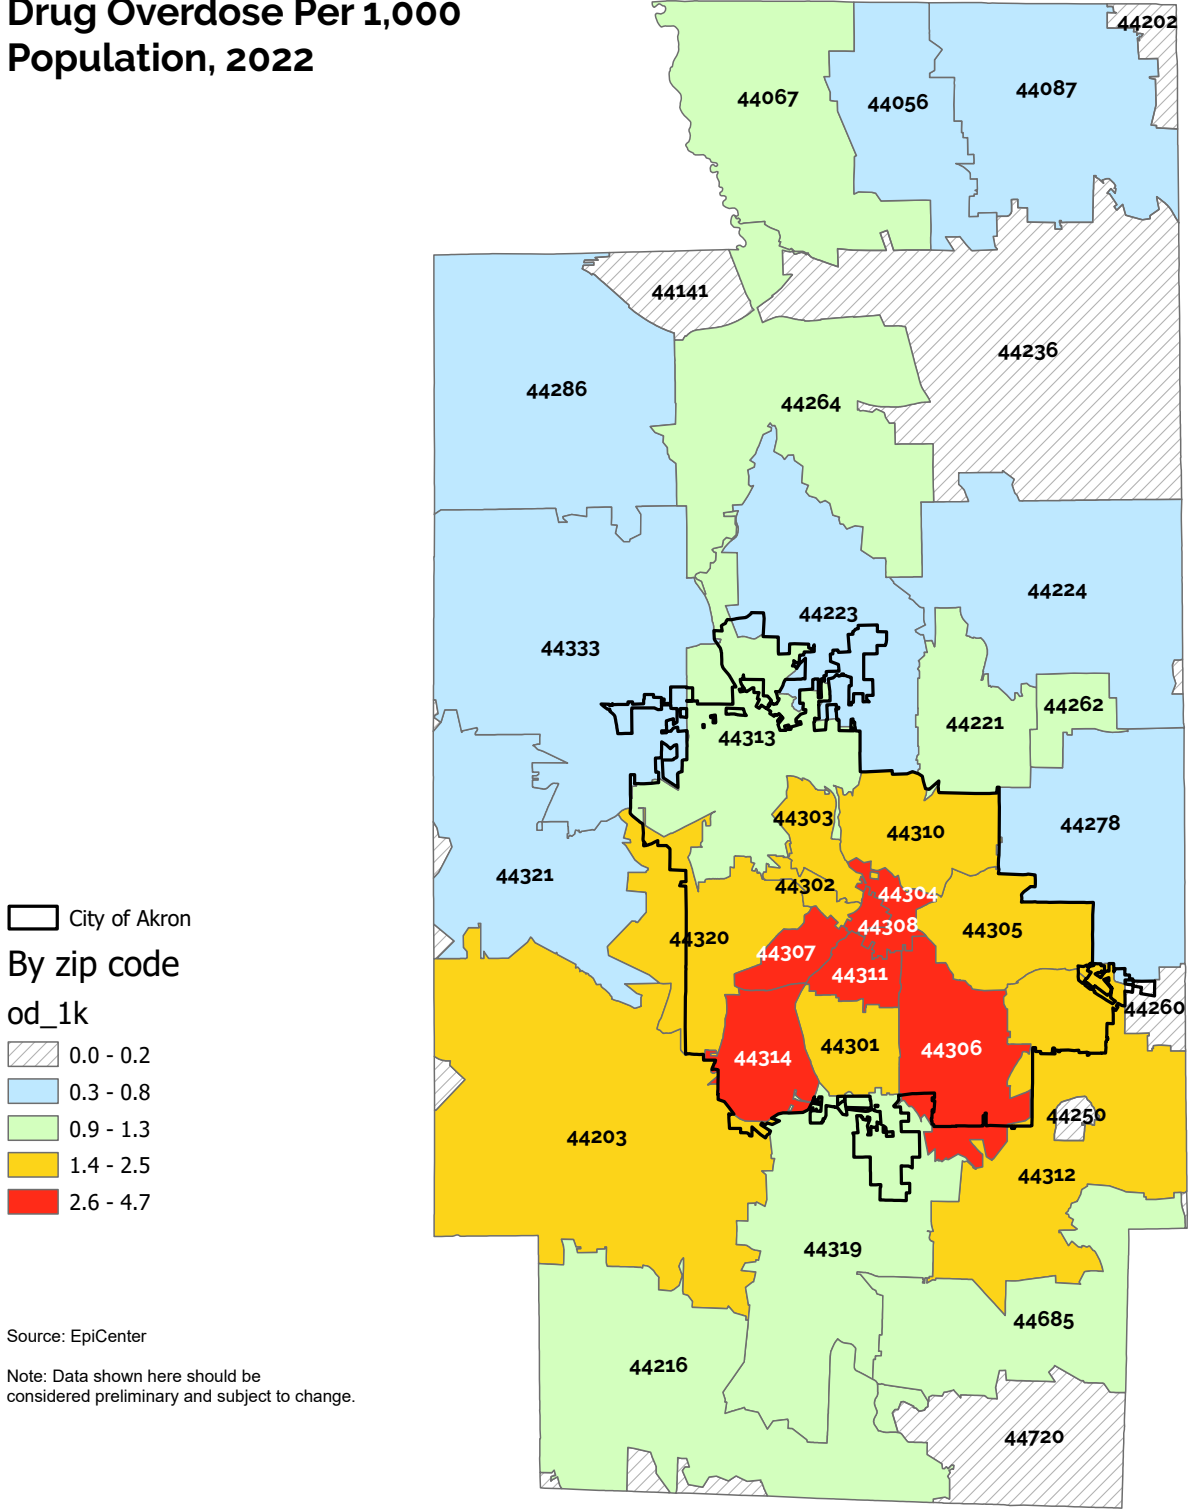 Drug Overdose Per 1,000
Population, 2022
44202
44067
44056
44087
44141
44236
44286
44264
44224
44223
44333
44262
44221
44313
44303
44310
44278
44321
44302
44304
44308
44305
44320
44307
44311
44260
44301
44306
44314
44250
44203
44312
44319
44685
44216
44720
City of Akron
By zip code
od_1k
0.0 - 0.2
0.3 - 0.8
0.9 - 1.3
1.4 - 2.5
2.6 - 4.7
Source: EpiCenter
Note: Data shown here should be
considered preliminary and subject to change.